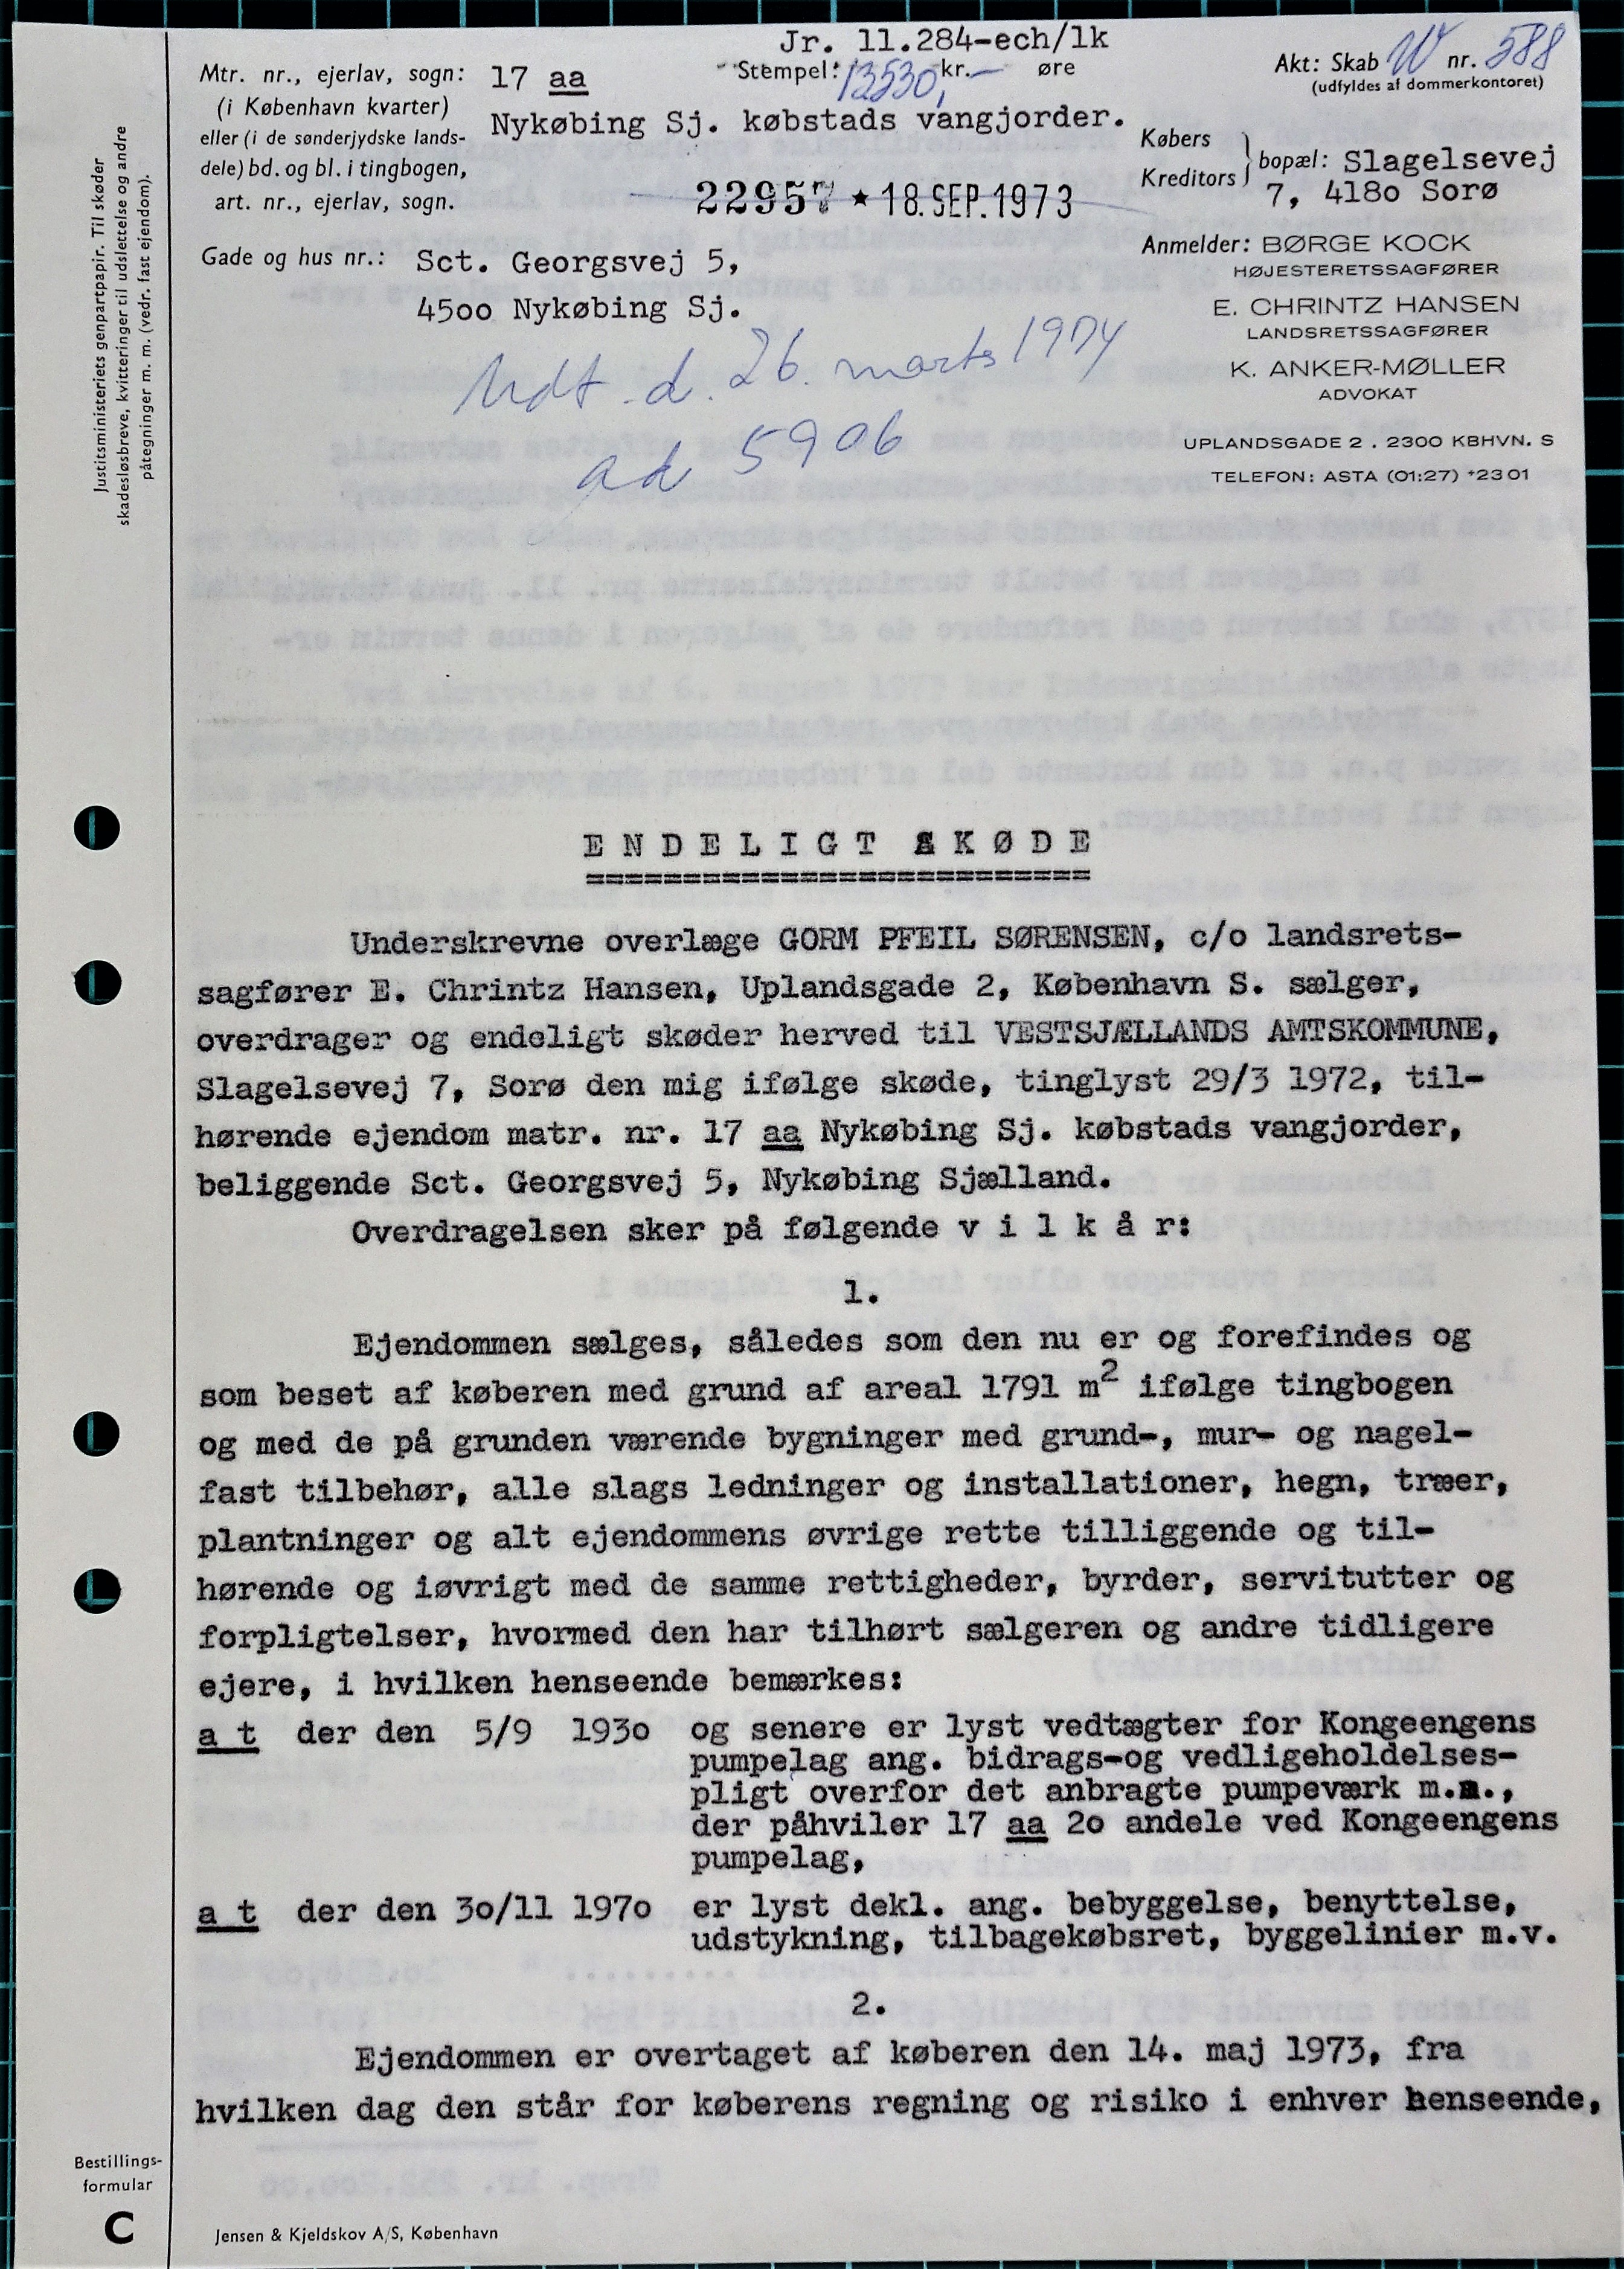 Jr. 11.284-ech/lk
Mtr. nr., ejerlav, sogn: 17 aa
Stempel: 13530,- kr. øre
Akt: Skab W nr. 588
(udfyldes af dommerkontoret)
(i København kvarter)
eller (i de sønderjydske lands-
dele) bd. og bl. i tingbogen,
art. nr., ejerlav, sogn.
Nykøbing Sj. købstads vangjorder.
Købers
Kreditors
bopæl: Slagelsevej
7, 4180 Sorø
22957 ★ 18. SEP. 1973
Gade og hus nr.: Sct. Georgsvej 5,
4500 Nykøbing Sj.
Anmelder: BØRGE KOCK
HØJESTERETSSAGFØRER
E. CHRINTZ HANSEN
LANDSRETSSAGFØRER
K. ANKER-MØLLER
ADVOKAT
UPLANDSGADE 2 . 2300 KBHVN. S
TELEFON: ASTA (01:27) *2301
Udt. d. 26. marts 1974
ad 5906
Justitsministeriets genpartpapir. Til skøder
skadesløsbreve, kvitteringer til udslettelse og andre
påtegninger m. m. (vedr. fast ejendom).
ENDELIGT SKØDE
==========================
Underskrevne overlæge GORM PFEIL SØRENSEN, c/o landsrets-
sagfører E. Chrintz Hansen, Uplandsgade 2, København S. sælger,
overdrager og endeligt skøder herved til VESTSJÆLLANDS AMTSKOMMUNE,
Slagelsevej 7, Sorø den mig ifølge skøde, tinglyst 29/3 1972, til-
hørende ejendom matr. nr. 17 aa Nykøbing Sj. købstads vangjorder,
beliggende Sct. Georgsvej 5, Nykøbing Sjælland.
Overdragelsen sker på følgende v i l k å r:
1.
Ejendommen sælges, således som den nu er og forefindes og
som beset af køberen med grund af areal 1791 m2 ifølge tingbogen
og med de på grunden værende bygninger med grund-, mur- og nagel-
fast tilbehør, alle slags ledninger og installationer, hegn, træer,
plantninger og alt ejendommens øvrige rette tilliggende og til-
hørende og iøvrigt med de samme rettigheder, byrder, servitutter og
forpligtelser, hvormed den har tilhørt sælgeren og andre tidligere
ejere, i hvilken henseende bemærkes:
a t der den 5/9 1930 og senere er lyst vedtægter for Kongeengens
pumpelag ang. bidrags-og vedligeholdelses-
pligt overfor det anbragte pumpeværk m.m.,
der påhviler 17 aa 20 andele ved Kongeengens
pumpelag,
a t der den 30/11 1970 er lyst dekl. ang. bebyggelse, benyttelse,
udstykning, tilbagekøbsret, byggelinier m.v.
2.
Ejendommen er overtaget af køberen den 14. maj 1973, fra
hvilken dag den står for køberens regning og risiko i enhver henseende,
Bestillings-
formular
C
Jensen & Kjeldskov A/S, København